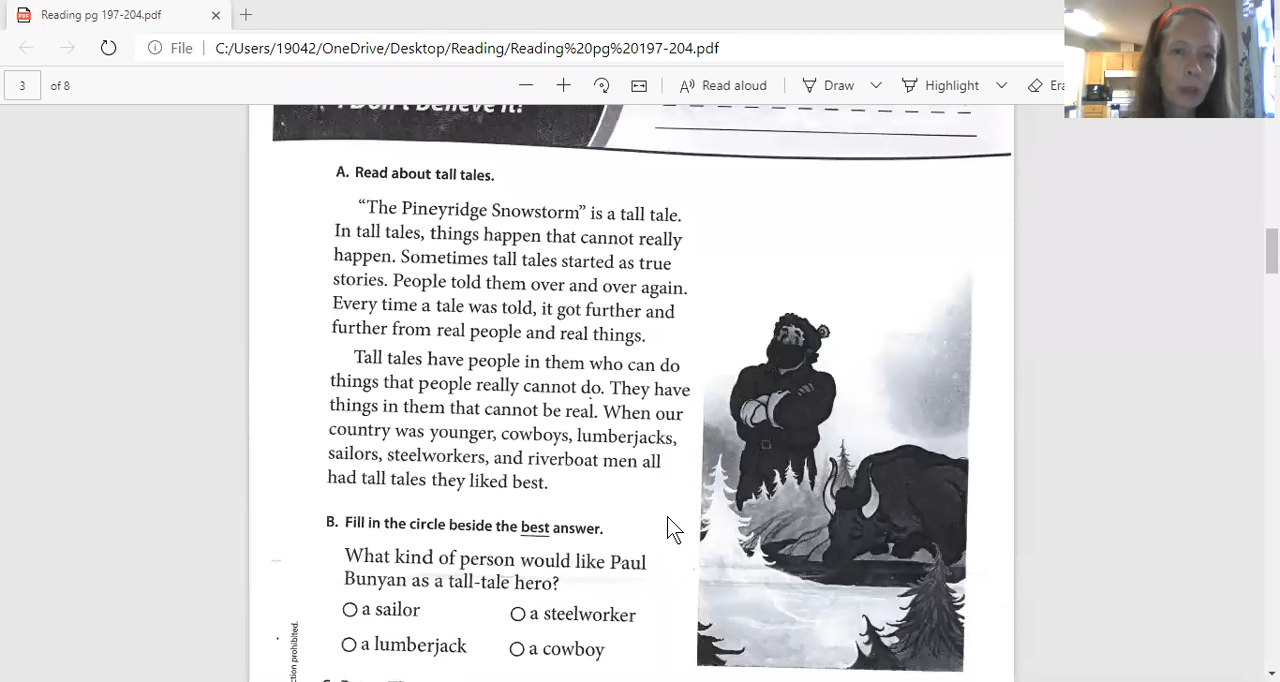 Reading pg 197-204.pdf
File
C:/Users/19042/OneDrive/Desktop/Reading/Reading%20pg%20197-204.pdf
3 of 8
Read aloud
Draw
Highlight
Era
I Don't Believe It!
A. Read about tall tales.
“The Pineyridge Snowstorm” is a tall tale.
In tall tales, things happen that cannot really
happen. Sometimes tall tales started as true
stories. People told them over and over again.
Every time a tale was told, it got further and
further from real people and real things.
Tall tales have people in them who can do
things that people really cannot do. They have
things in them that cannot be real. When our
country was younger, cowboys, lumberjacks,
sailors, steelworkers, and riverboat men all
had tall tales they liked best.
B. Fill in the circle beside the best answer.
What kind of person would like Paul
Bunyan as a tall-tale hero?
a sailor
a steelworker
a lumberjack
a cowboy
ction prohibited.